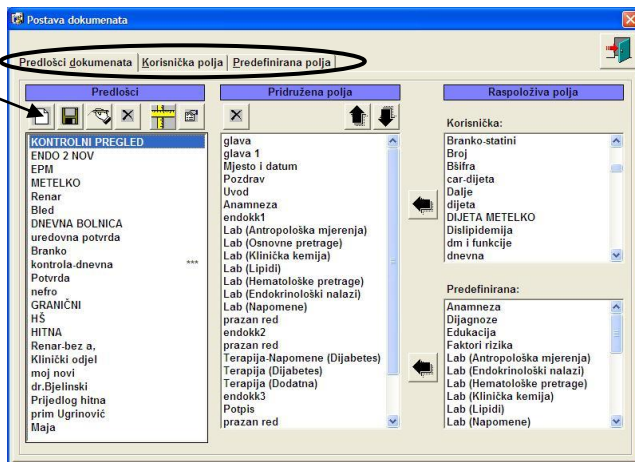 Postava dokumenata
Predlošci dokumenata Korisnička polja Predefinirana polja
Predlošci
KONTROLNI PREGLED
ENDO 2 NOV
EPM
METELKO
Renar
Bled
DNEVNA BOLNICA
uredovna potvrda
Branko
kontrola-dnevna ***
Potvrda
nefro
GRANIČNI
HŠ
HITNA
Renar-bez a,
Klinički odjel
moj novi
dr.Bjelinski
Prijedlog hitna
prim Ugrinović
Maja
Pridružena polja
glava
glava 1
Mjesto i datum
Pozdrav
Uvod
Anamneza
endokk1
Lab (Antropološka mjerenja)
Lab (Osnovne pretrage)
Lab (Klinička kemija)
Lab (Lipidi)
Lab (Hematološke pretrage)
Lab (Endokrinološki nalazi)
Lab (Napomene)
prazan red
endokk2
prazan red
Terapija-Napomene (Dijabetes)
Terapija (Dijabetes)
Terapija (Dodatna)
endokk3
Potpis
prazan red
Raspoloživa polja
Korisnička:
Branko-statini
Broj
Bšifra
car-dijeta
Dalje
dijeta
DIJETA METELKO
Dislipidemija
dm i funkcije
dnevna
Predefinirana:
Anamneza
Dijagnoze
Edukacija
Faktori rizika
Lab (Antropološka mjerenja)
Lab (Endokrinološki nalazi)
Lab (Hematološke pretrage)
Lab (Klinička kemija)
Lab (Lipidi)
Lab (Napomene)